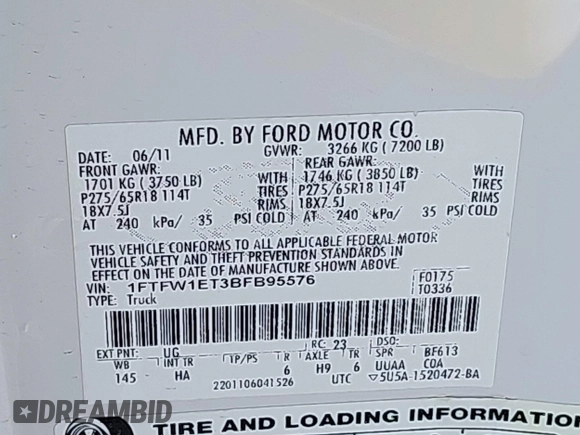 MFD. BY FORD MOTOR CO.
DATE: 06/11 GVWR: 3266 KG ( 7200 LB)
FRONT GAWR: REAR GAWR:
1701 KG ( 3750 LB) WITH 1746 KG ( 3850 LB) WITH
P275/65R18 114T TIRES P275/65R18 114T TIRES
18X7.5J RIMS 18X7.5J RIMS
AT 240 kPa/ 35 PSI COLD AT 240 kPa/ 35 PSI COLD
THIS VEHICLE CONFORMS TO ALL APPLICABLE FEDERAL MOTOR
VEHICLE SAFETY AND THEFT PREVENTION STANDARDS IN
EFFECT ON THE DATE OF MANUFACTURE SHOWN ABOVE.
VIN: 1FTFW1ET3BFB95576 F0175
TYPE: Truck T0336
EXT PNT: UG RC: 23 DSO:
WB INT TR TP/PS R AXLE TR SPR BF613
145 HA 6 H9 6 UUAA COA
2201106041526 UTC 5U5A-1520472-BA
TIRE AND LOADING INFORMATION
DREAMBID